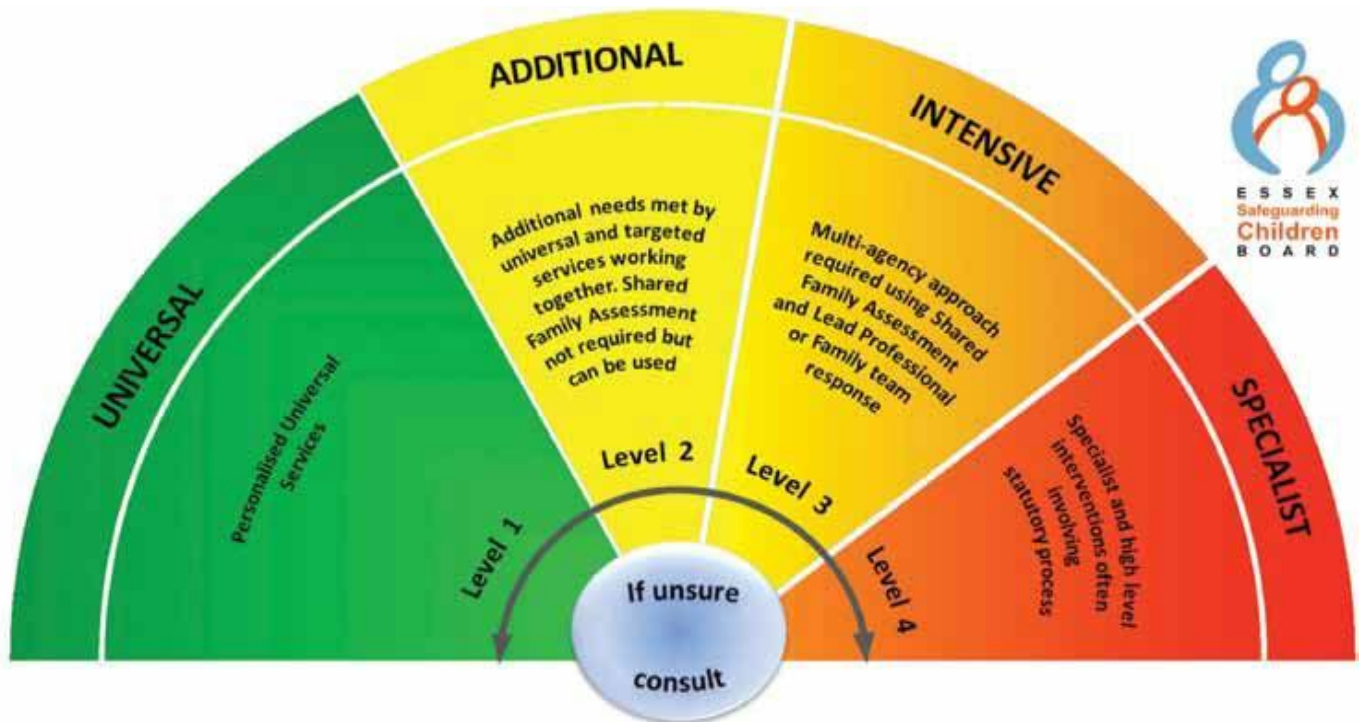 UNIVERSAL
Personalised Universal
Services
Level 1
ADDITIONAL
Additional needs met by
universal and targeted
services working
together. Shared
Family Assessment
not required but
can be used
Level 2
INTENSIVE
Multi-agency approach
required using Shared
Family Assessment
and Lead Professional
or Family team
response
Level 3
SPECIALIST
Specialist and high level
interventions often
involving
statutory process
Level 4
If unsure
consult
ESSEX
Safeguarding
Children
BOARD